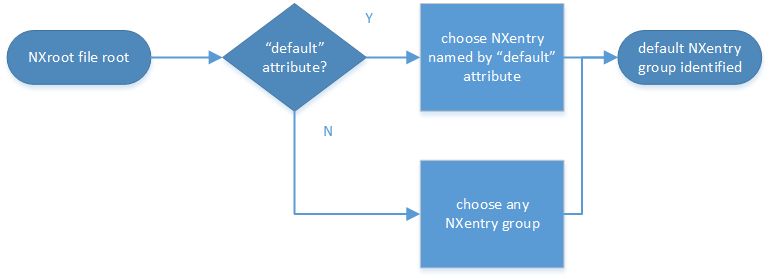 NXroot file root
“default”
attribute?
Y
choose NXentry
named by “default”
attribute
default NXentry
group identified
N
choose any
NXentry group